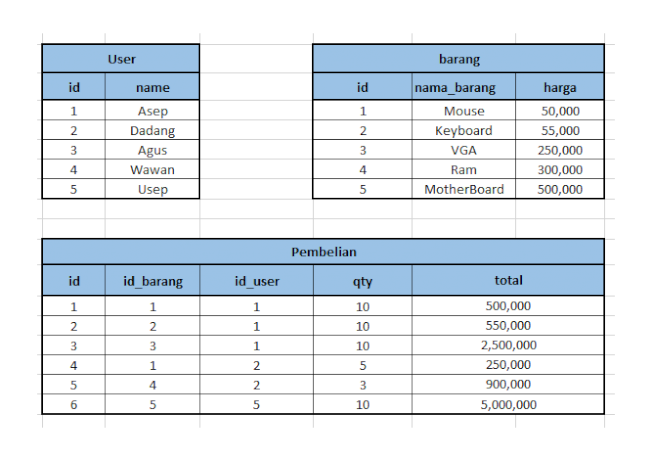 User barang
id name id nama_barang harga
1 Asep 1 Mouse 50,000
2 Dadang 2 Keyboard 55,000
3 Agus 3 VGA 250,000
4 Wawan 4 Ram 300,000
5 Usep 5 MotherBoard 500,000
Pembelian
id id_barang id_user qty total
1 1 1 10 500,000
2 2 1 10 550,000
3 3 1 10 2,500,000
4 1 2 5 250,000
5 4 2 3 900,000
6 5 5 10 5,000,000